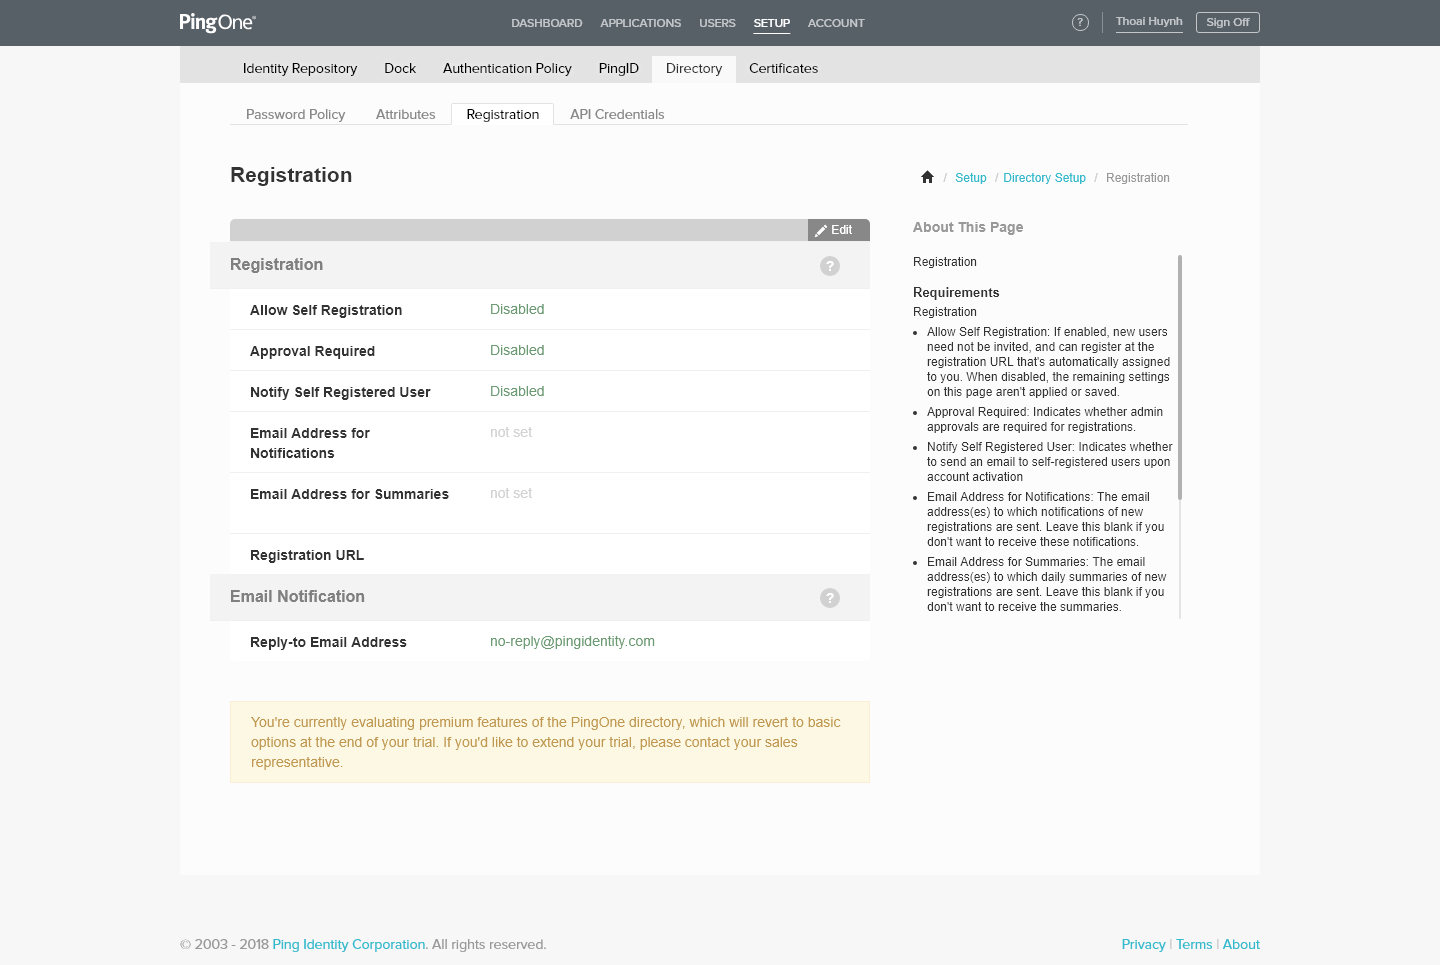 PingOne®
DASHBOARD APPLICATIONS USERS SETUP ACCOUNT
? Thoai Huynh Sign Off
Identity Repository Dock Authentication Policy PingID Directory Certificates
Password Policy Attributes Registration API Credentials
Registration
/ Setup / Directory Setup / Registration
Edit
Registration ?
Allow Self Registration Disabled
Approval Required Disabled
Notify Self Registered User Disabled
Email Address for not set
Notifications
Email Address for Summaries not set
Registration URL
Email Notification ?
Reply-to Email Address no-reply@pingidentity.com
You're currently evaluating premium features of the PingOne directory, which will revert to basic
options at the end of your trial. If you'd like to extend your trial, please contact your sales
representative.
About This Page
Registration
Requirements
Registration
• Allow Self Registration: If enabled, new users
need not be invited, and can register at the
registration URL that's automatically assigned
to you. When disabled, the remaining settings
on this page aren't applied or saved.
• Approval Required: Indicates whether admin
approvals are required for registrations.
• Notify Self Registered User: Indicates whether
to send an email to self-registered users upon
account activation
• Email Address for Notifications: The email
address(es) to which notifications of new
registrations are sent. Leave this blank if you
don't want to receive these notifications.
• Email Address for Summaries: The email
address(es) to which daily summaries of new
registrations are sent. Leave this blank if you
don't want to receive the summaries.
© 2003 - 2018 Ping Identity Corporation. All rights reserved.
Privacy | Terms | About